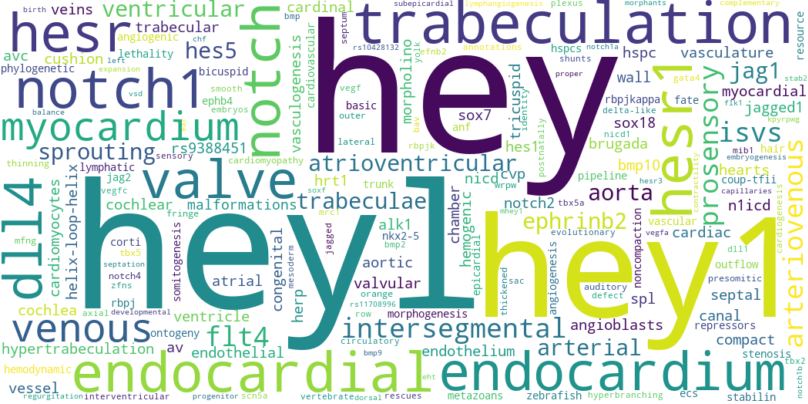 birth veins ventricular cardinal bmp subepicardial lymphangiogenesis plexus morphants complementary
hesr trabecular angiogenic chf septum trabeculation
avc cushion hes5 notch vasculogenesis cardiovascular efnb2 yolk rs10428132 annotations notch1a resource
phylogenetic lethality left bicuspid smooth vegf hey shunts hspcs hspc vasculature
notch1 expansion vsd ephb4 embryos basic outer bav morpholino tricuspid identity proper wall delta-like gata4 jag1 stab2
myocardium balance rs9388451 lateral rbpjk sox7 anf hes1 postnatally rbpjkappa fate hesr1 myocardial flk1 kpyrpwg
sprouting sensory cardiomyopathy sox18 brugada nicd1 jagged1 prosensory isvs
thinning lymphatic valve atrioventricular pipeline bmp10 mib1 hair hearts embryogenesis
dll4 cardiomyocytes helix-loop-helix vegfc jag2 hrt1 trunk nicd cvp wrpw soxf tbx5a aorta hesr3 contractility coup-tfii capillaries
cochlear fringe malformations trabeculae mrc1 alk1 chamber hemogenic notch2 mhey1 ephrinb2 n1icd vascular arteriovenous
mfng corti tbx5 somitogenesis heyl congenital mesoderm jagged nkx2-5 bmp2 epicardial evolutionary hey1 noncompaction vegfa cardiac cardiogenesis
septation notch4 atrial aortic sac angiogenesis auditory dll1 outflow
cochlea zfns rbpj herp valvular rs11708996 thickened defect spl presomitic septal
venous axial developmental ventricle orange morphogenesis row intersegmental angioblasts canal repressors
ontogeny flt4 circulatory arterial compact
hypertrabeculation av endothelial bmp9 endothelium stenosis tbx2
hemodynamic endocardial eht endocardium notch1b
vessel scn5a zebrafish hyperbranching ecs stabilin
regurgitation interventricular progenitor vertebrate dorsal rescues metazoans